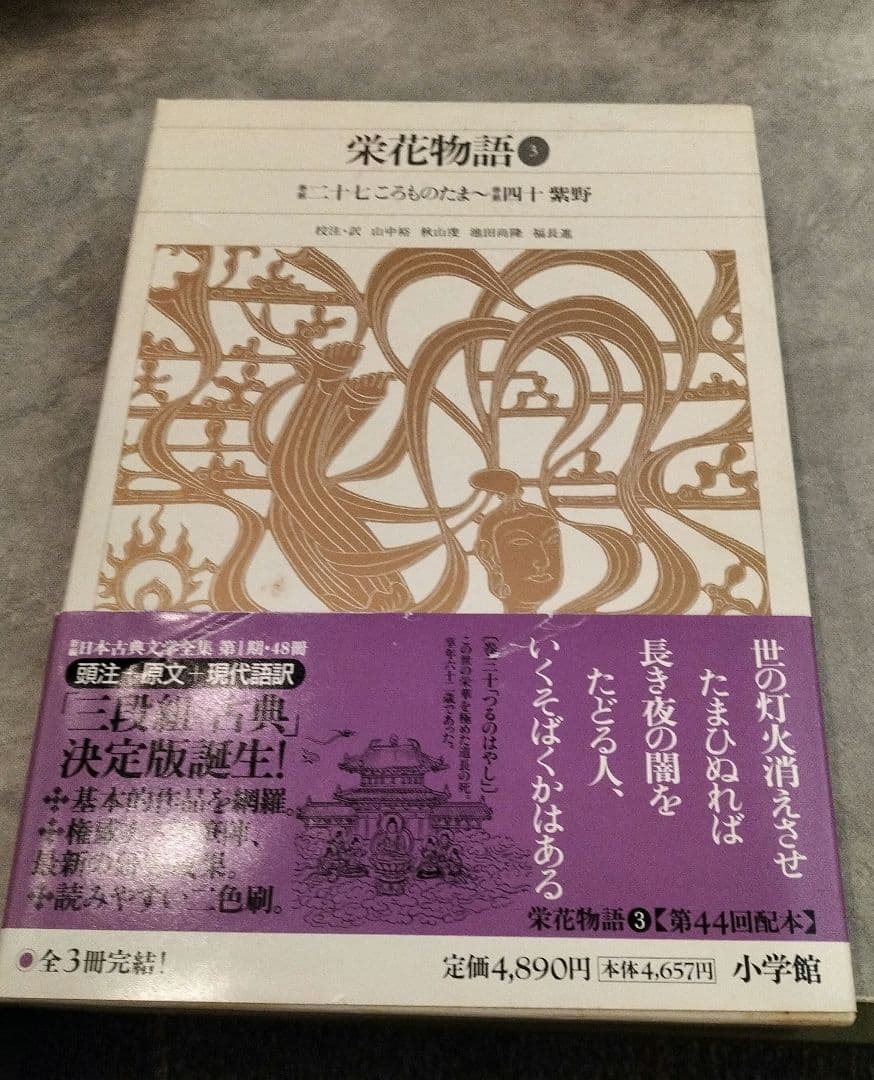 栄花物語 3
巻第二十七 ころものたま〜巻第四十 紫野
校注・訳 山中裕 秋山虔 池田尚隆 福長進
世の灯火消えさせ
たまひぬれば
長き夜の闇を
たどる人、
いくそばくかはある
〔巻三十「つるのはやし」〕
この世の栄華を極めた道長の死。
享年六十二歳であった。
新編 日本古典文学全集 第1期・48冊
頭注+原文+現代語訳
「三段組 古典」
決定版誕生!
基本的作品を網羅。
最新の
読みやすい二色刷。
栄花物語 3【第44回配本】
全3冊完結!
定価4,890円 本体4,657円 小学館